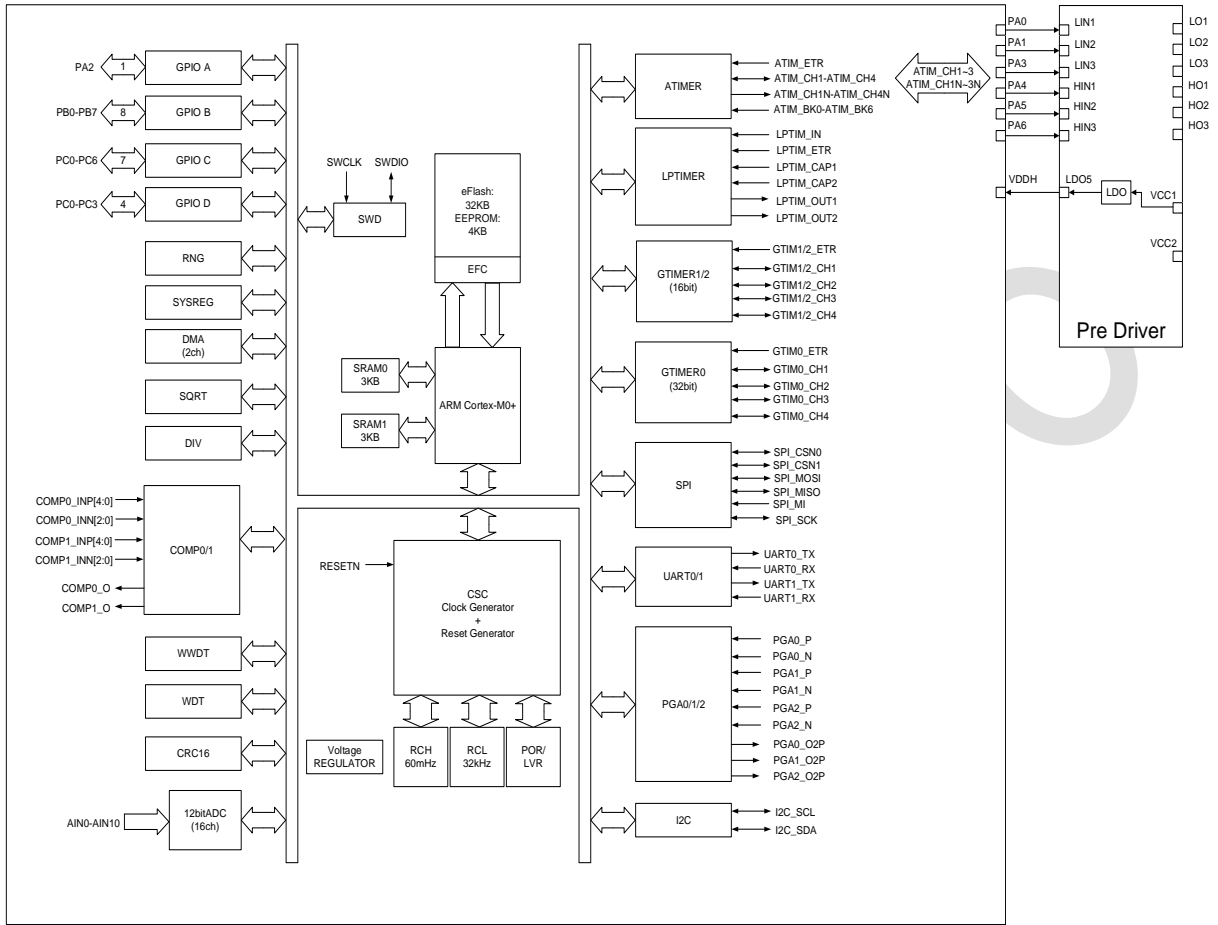 PA2
1
GPIO A
PB0-PB7
8
GPIO B
PC0-PC6
7
GPIO C
PC0-PC3
4
GPIO D
RNG
SYSREG
DMA
(2ch)
SQRT
DIV
COMP0_INP[4:0]
COMP0_INN[2:0]
COMP1_INP[4:0]
COMP1_INN[2:0]
COMP0_O
COMP1_O
COMP0/1
WWDT
WDT
CRC16
AIN0-AIN10
12bitADC
(16ch)
SWCLK
SWDIO
SWD
eFlash:
32KB
EEPROM:
4KB
EFC
SRAM0
3KB
SRAM1
3KB
ARM Cortex-M0+
RESETN
CSC
Clock Generator
+
Reset Generator
Voltage
REGULATOR
RCH
60mHz
RCL
32kHz
POR/
LVR
ATIMER
ATIM_ETR
ATIM_CH1-ATIM_CH4
ATIM_CH1N-ATIM_CH4N
ATIM_BK0-ATIM_BK6
LPTIMER
LPTIM_IN
LPTIM_ETR
LPTIM_CAP1
LPTIM_CAP2
LPTIM_OUT1
LPTIM_OUT2
GTIMER1/2
(16bit)
GTIM1/2_ETR
GTIM1/2_CH1
GTIM1/2_CH2
GTIM1/2_CH3
GTIM1/2_CH4
GTIMER0
(32bit)
GTIM0_ETR
GTIM0_CH1
GTIM0_CH2
GTIM0_CH3
GTIM0_CH4
SPI
SPI_CSN0
SPI_CSN1
SPI_MOSI
SPI_MISO
SPI_MI
SPI_SCK
UART0/1
UART0_TX
UART0_RX
UART1_TX
UART1_RX
PGA0/1/2
PGA0_P
PGA0_N
PGA1_P
PGA1_N
PGA2_P
PGA2_N
PGA0_O2P
PGA1_O2P
PGA2_O2P
I2C
I2C_SCL
I2C_SDA
ATIM_CH1~3
ATIM_CH1N~3N
PA0
PA1
PA3
PA4
PA5
PA6
VDDH
LIN1
LIN2
LIN3
HIN1
HIN2
HIN3
LDO5
LDO
LO1
LO2
LO3
HO1
HO2
HO3
VCC1
VCC2
Pre Driver